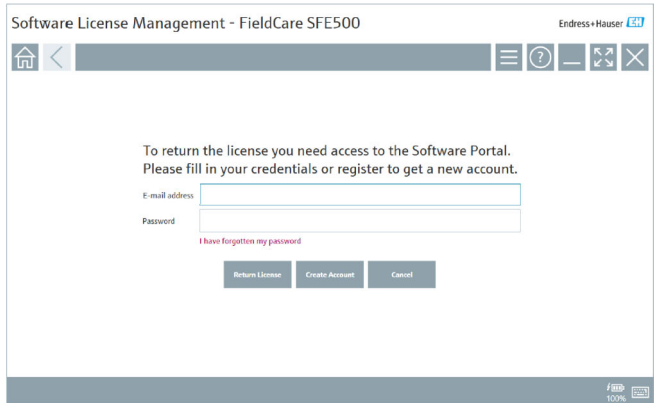 Software License Management - FieldCare SFE500
Endress+Hauser EH
?
To return the license you need access to the Software Portal.
Please fill in your credentials or register to get a new account.
E-mail address
Password
I have forgotten my password
Return License Create Account Cancel
100%